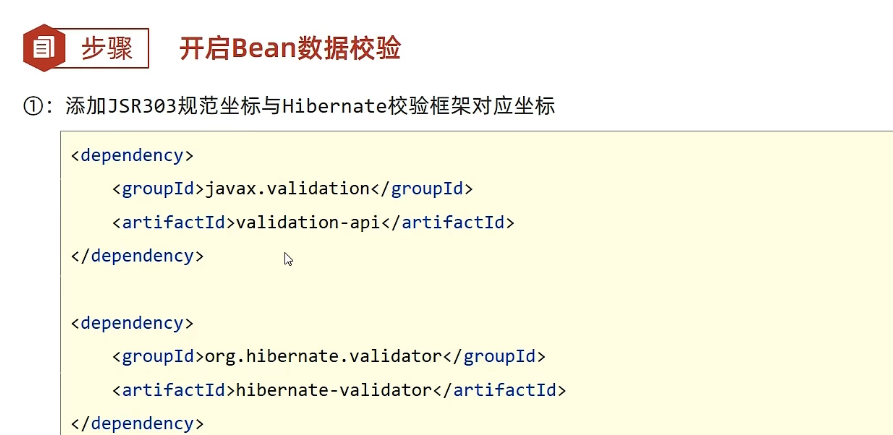 步骤 开启Bean数据校验
①：添加JSR303规范坐标与Hibernate校验框架对应坐标
<dependency>
    <groupId>javax.validation</groupId>
    <artifactId>validation-api</artifactId>
</dependency>
<dependency>
    <groupId>org.hibernate.validator</groupId>
    <artifactId>hibernate-validator</artifactId>
</dependency>